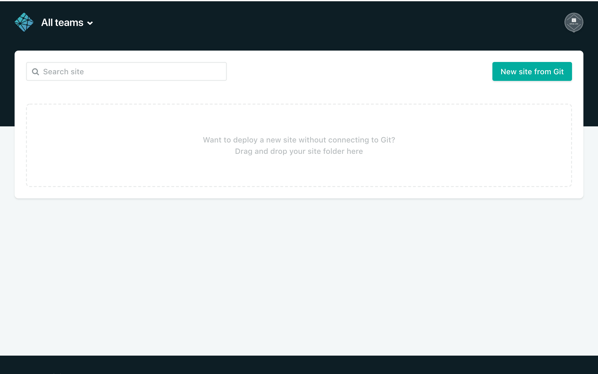 All teams
Search site
New site from Git
Want to deploy a new site without connecting to Git?
Drag and drop your site folder here